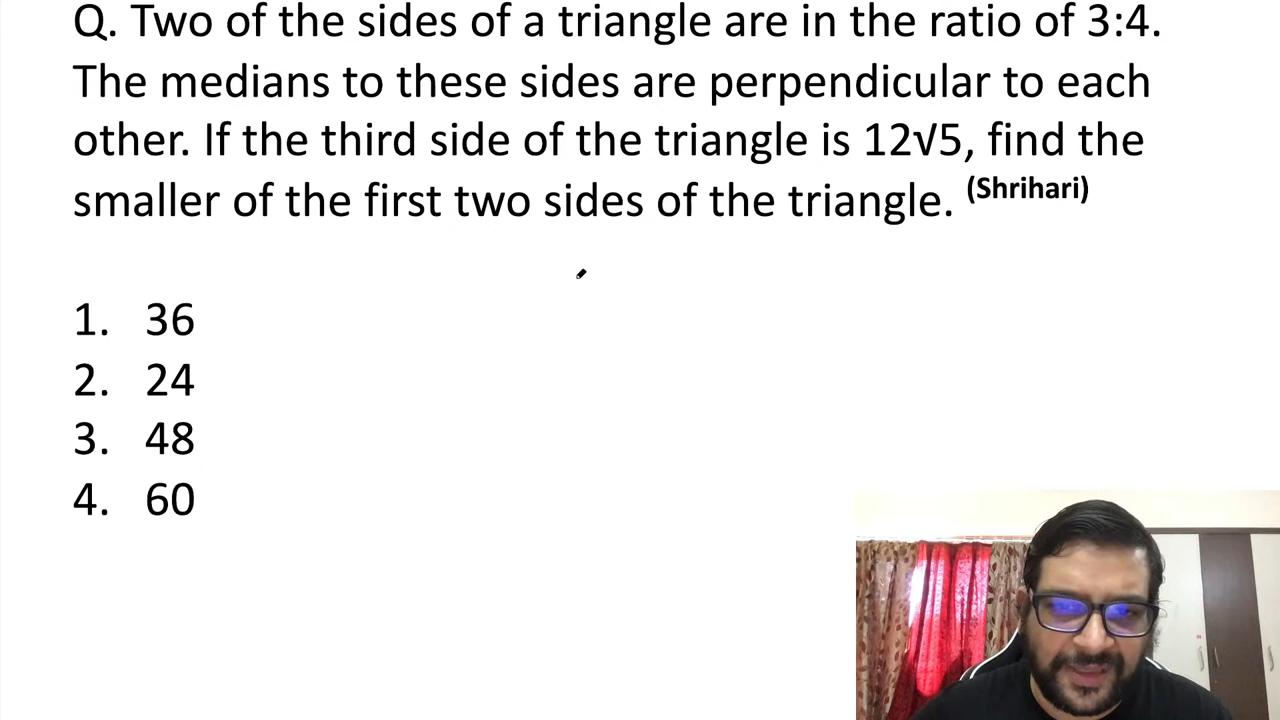 Q. Two of the sides of a triangle are in the ratio of 3:4.
The medians to these sides are perpendicular to each
other. If the third side of the triangle is 12√5, find the
smaller of the first two sides of the triangle. (Shrihari)
1. 36
2. 24
3. 48
4. 60